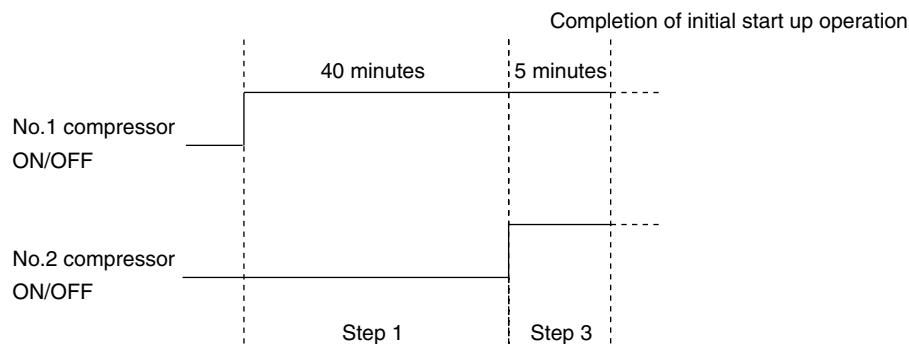 Completion of initial start up operation
40 minutes
5 minutes
No.1 compressor
ON/OFF
No.2 compressor
ON/OFF
Step 1
Step 3